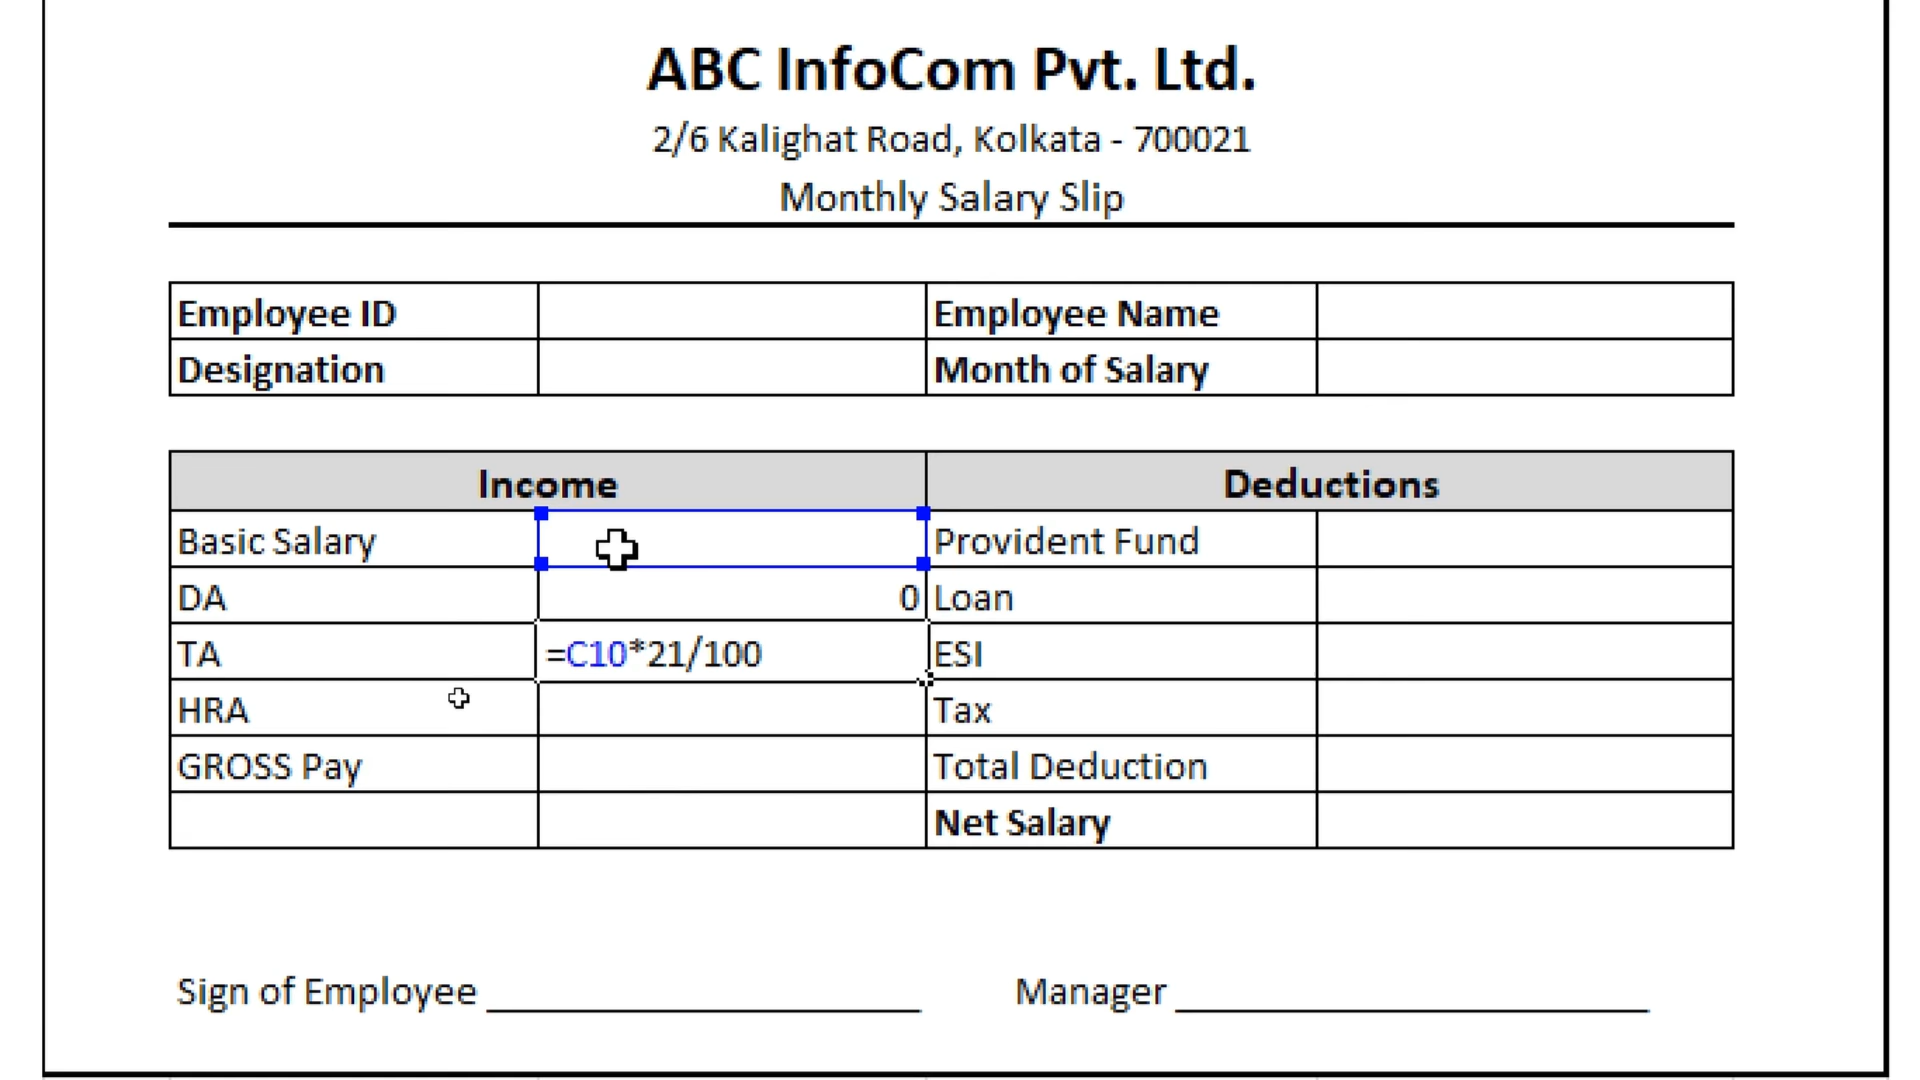 ABC InfoCom Pvt. Ltd.
2/6 Kalighat Road, Kolkata - 700021
Monthly Salary Slip
Employee ID Employee Name
Designation Month of Salary
Income Deductions
Basic Salary Provident Fund
DA 0 Loan
TA =C10*21/100 ESI
HRA Tax
GROSS Pay Total Deduction
Net Salary
Sign of Employee ____________________ Manager ____________________